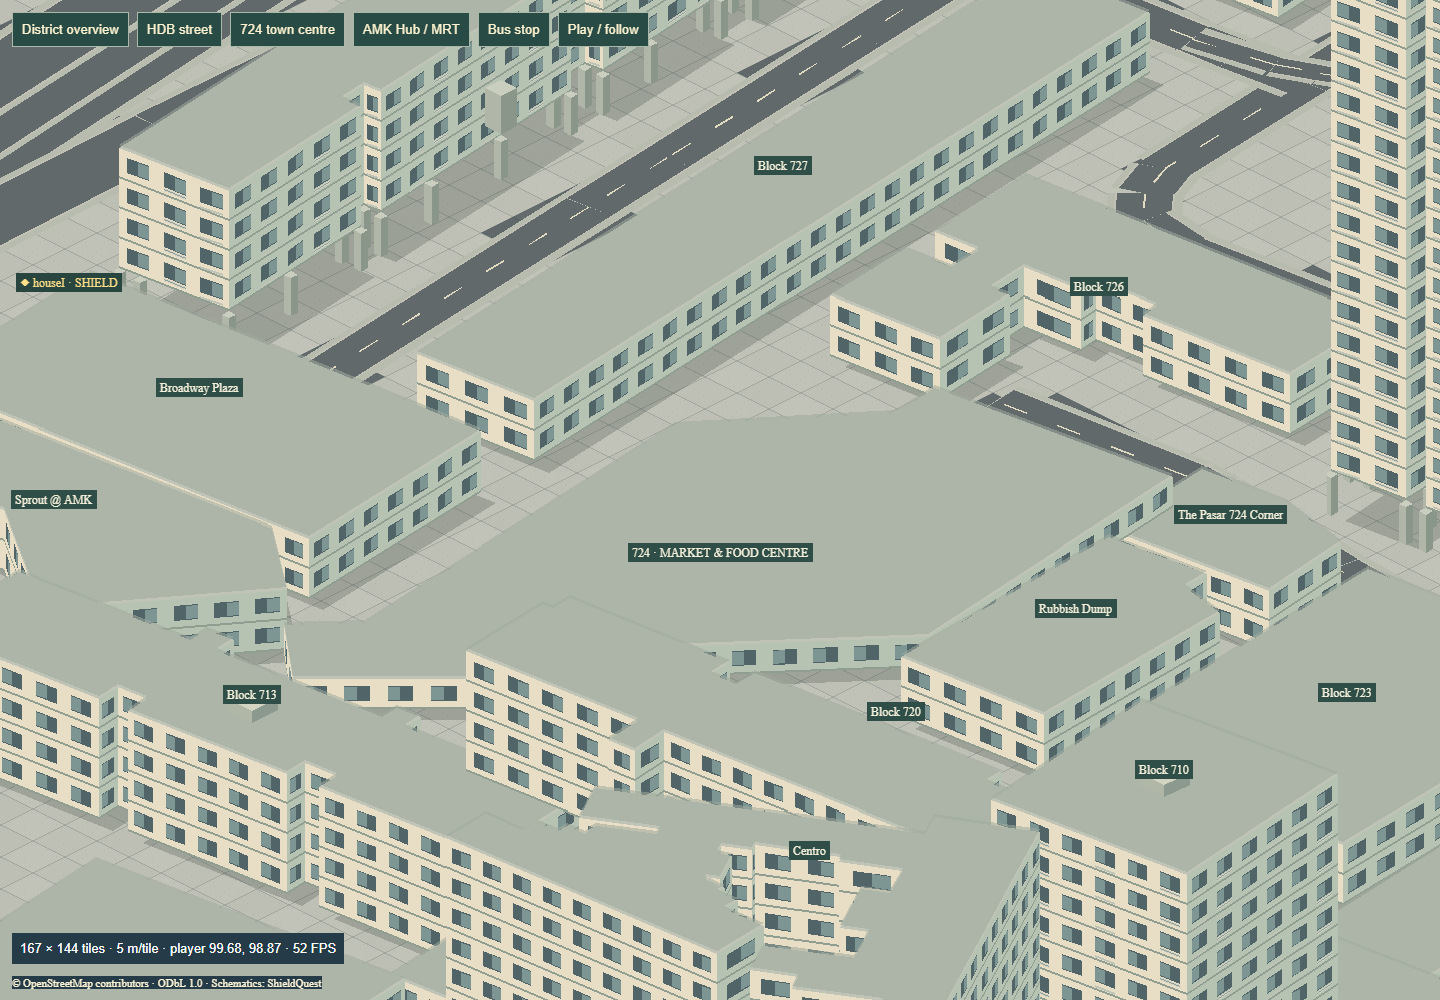 District overview
HDB street
724 town centre
AMK Hub / MRT
Bus stop
Play / follow
Block 727
◆ houseI · SHIELD
Block 726
Broadway Plaza
Sprout @ AMK
The Pasar 724 Corner
724 · MARKET & FOOD CENTRE
Rubbish Dump
Block 713
Block 723
Block 720
Block 710
Centro
167 × 144 tiles · 5 m/tile · player 99.68, 98.87 · 52 FPS
© OpenStreetMap contributors · ODbL 1.0 · Schematics: ShieldQuest